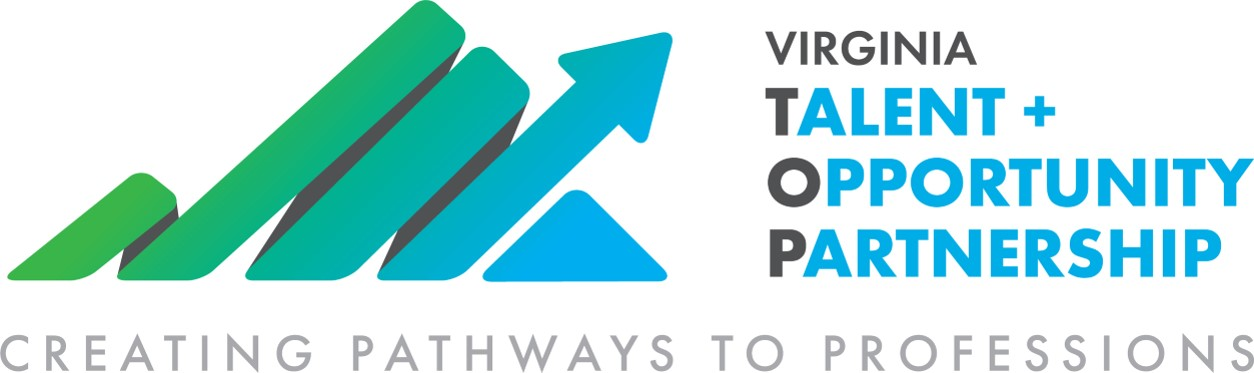 VIRGINIA
TALENT +
OPPORTUNITY
PARTNERSHIP
CREATING PATHWAYS TO PROFESSIONS